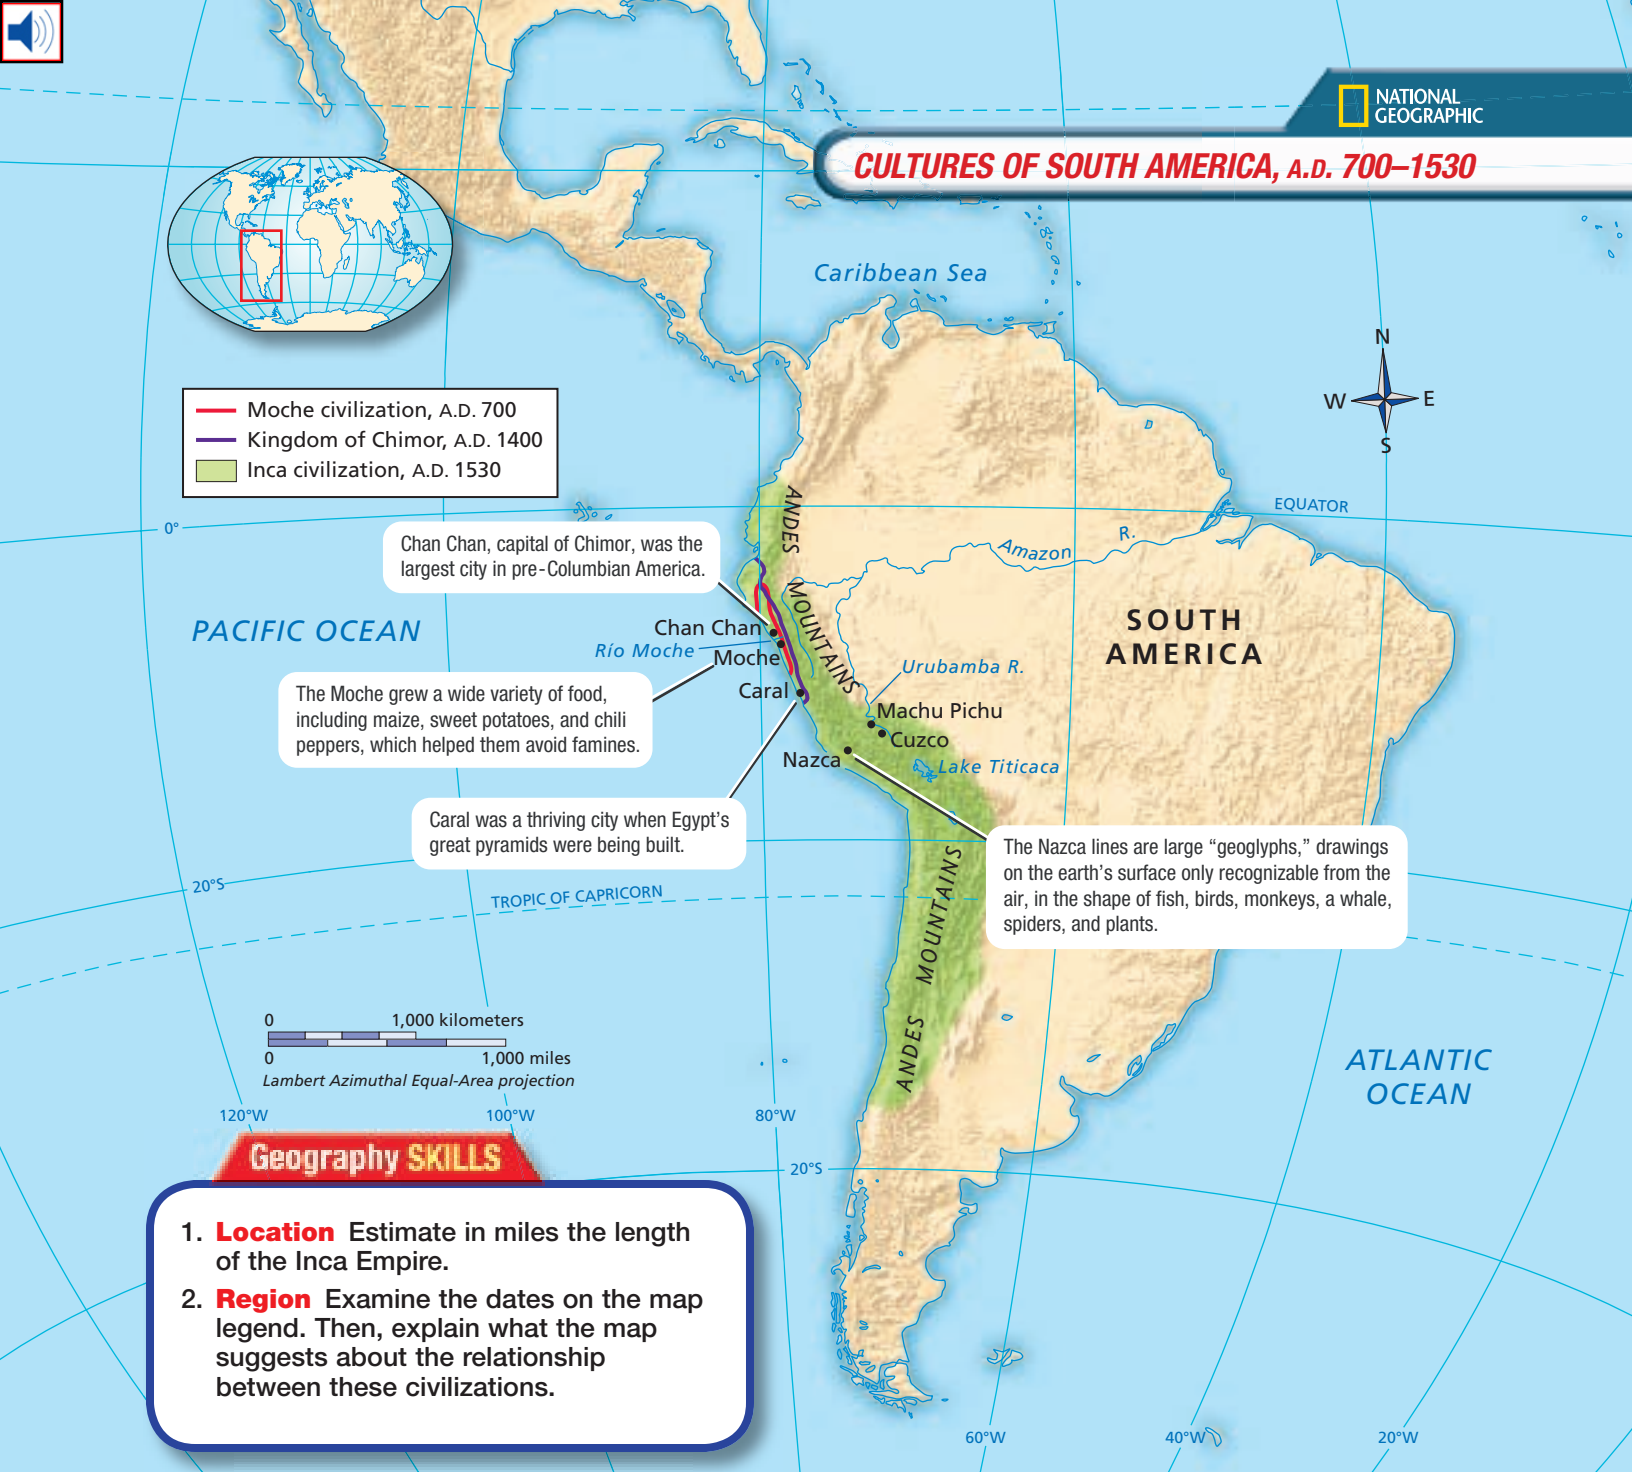 NATIONAL
GEOGRAPHIC
CULTURES OF SOUTH AMERICA, A.D. 700–1530
Caribbean Sea
N
W
E
S
Moche civilization, A.D. 700
Kingdom of Chimor, A.D. 1400
Inca civilization, A.D. 1530
EQUATOR
0°
Chan Chan, capital of Chimor, was the
largest city in pre-Columbian America.
ANDES MOUNTAINS
Amazon R.
PACIFIC OCEAN
SOUTH
AMERICA
Chan Chan
Río Moche
Moche
Urubamba R.
Caral
The Moche grew a wide variety of food,
including maize, sweet potatoes, and chili
peppers, which helped them avoid famines.
Machu Pichu
Cuzco
Nazca
Lake Titicaca
Caral was a thriving city when Egypt's
great pyramids were being built.
The Nazca lines are large “geoglyphs,” drawings
on the earth's surface only recognizable from the
air, in the shape of fish, birds, monkeys, a whale,
spiders, and plants.
20°S
TROPIC OF CAPRICORN
ANDES MOUNTAINS
0 1,000 kilometers
0 1,000 miles
Lambert Azimuthal Equal-Area projection
ATLANTIC
OCEAN
120°W
100°W
80°W
20°S
Geography SKILLS
1. Location Estimate in miles the length
of the Inca Empire.
2. Region Examine the dates on the map
legend. Then, explain what the map
suggests about the relationship
between these civilizations.
60°W
40°W
20°W